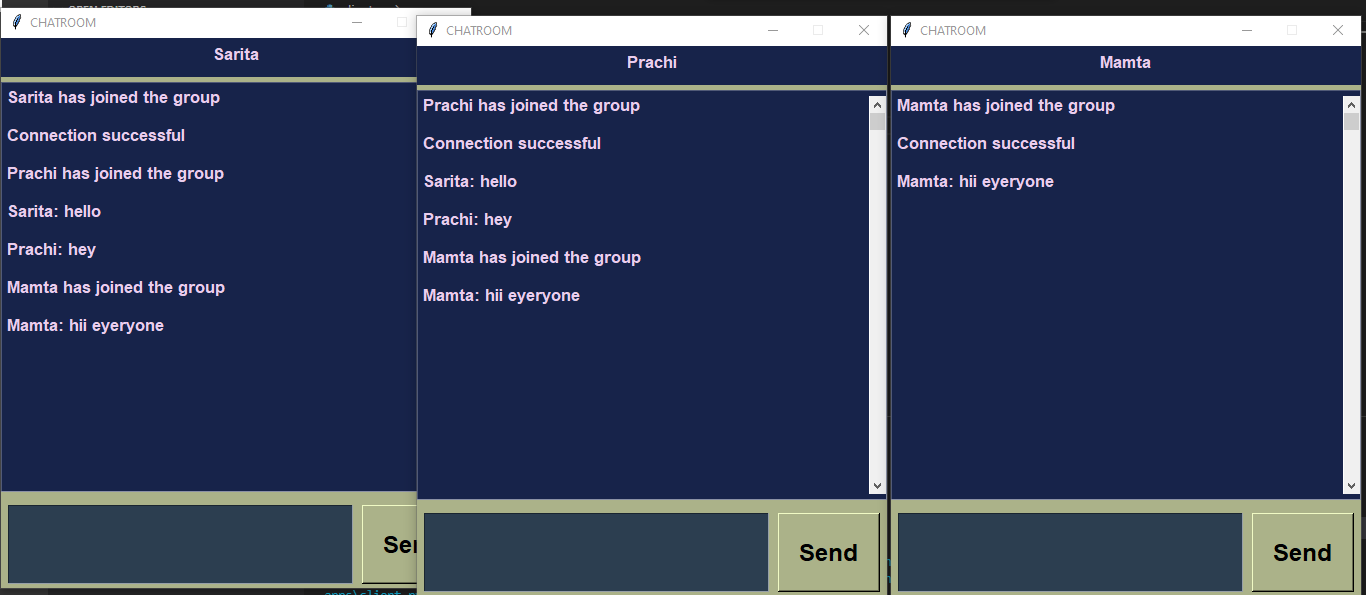 CHATROOM
Sarita
Sarita has joined the group
Connection successful
Prachi has joined the group
Sarita: hello
Prachi: hey
Mamta has joined the group
Mamta: hii eyeryone
CHATROOM
Prachi
Prachi has joined the group
Connection successful
Sarita: hello
Prachi: hey
Mamta has joined the group
Mamta: hii eyeryone
Send
CHATROOM
Mamta
Mamta has joined the group
Connection successful
Mamta: hii eyeryone
Send